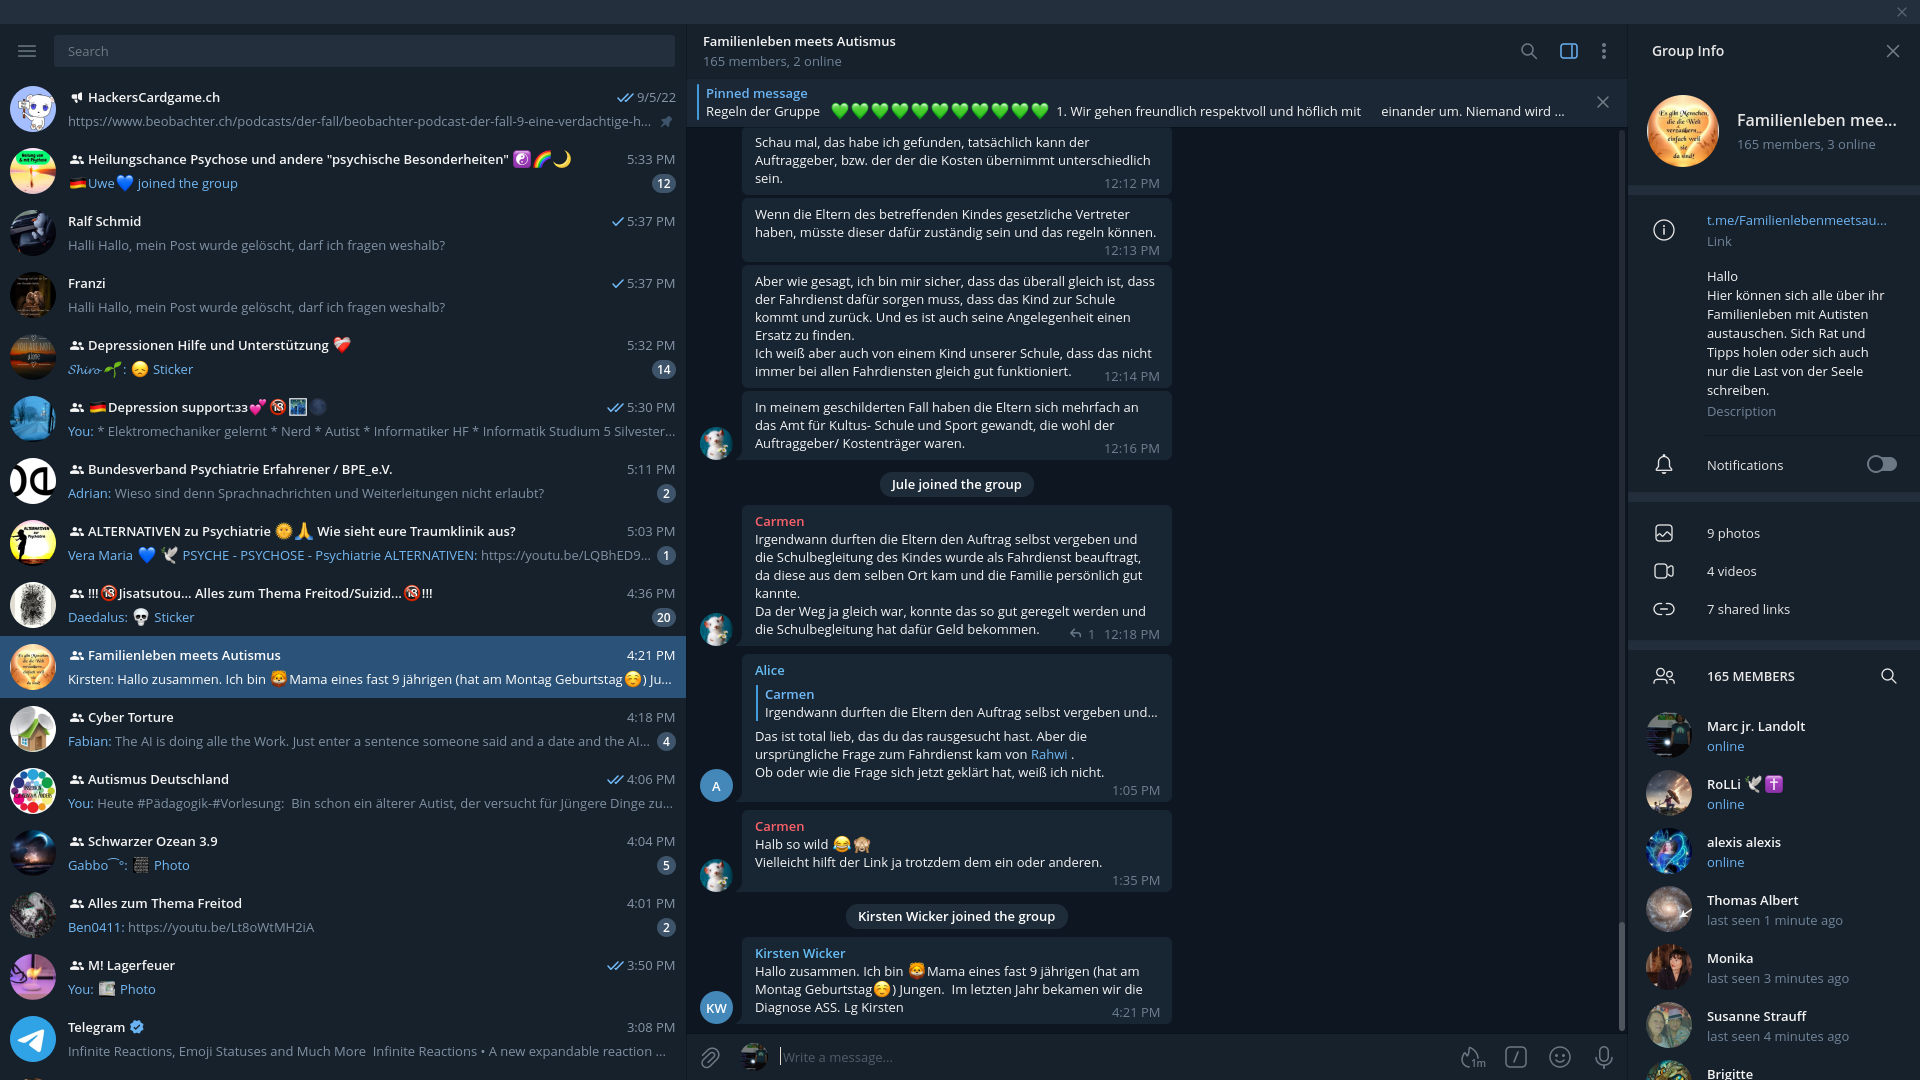 Search
HackersCardgame.ch 9/5/22
https://www.beobachter.ch/podcasts/der-fall/beobachter-podcast-der-fall-9-eine-verdachtige-h...
Heilungschance Psychose und andere "psychische Besonderheiten" ☯️🌈🌙 5:33 PM
🇩🇪Uwe💙 joined the group 12
Ralf Schmid 5:37 PM
Halli Hallo, mein Post wurde gelöscht, darf ich fragen weshalb?
Franzi 5:37 PM
Halli Hallo, mein Post wurde gelöscht, darf ich fragen weshalb?
Depressionen Hilfe und Unterstützung ❤️‍🩹 5:32 PM
𝓢𝓱𝓲𝓻𝓸 🌱: 😞 Sticker 14
🇩🇪Depression support:зз💕🔞🌃🌑 5:30 PM
You: * Elektromechaniker gelernt * Nerd * Autist * Informatiker HF * Informatik Studium 5 Silvester...
Bundesverband Psychiatrie Erfahrener / BPE_e.V. 5:11 PM
Adrian: Wieso sind denn Sprachnachrichten und Weiterleitungen nicht erlaubt? 2
ALTERNATIVEN zu Psychiatrie 🌞🙏 Wie sieht eure Traumklinik aus? 5:03 PM
Vera Maria 💙 🕊 PSYCHE - PSYCHOSE - Psychiatrie ALTERNATIVEN: https://youtu.be/LQBhED9... 1
!!!🔞Jisatsutou... Alles zum Thema Freitod/Suizid...🔞!!! 4:36 PM
Daedalus: 💀 Sticker 20
Familienleben meets Autismus 4:21 PM
Kirsten: Hallo zusammen. Ich bin 🦁Mama eines fast 9 jährigen (hat am Montag Geburtstag☺️) Ju...
Cyber Torture 4:18 PM
Fabian: The AI is doing alle the Work. Just enter a sentence someone said and a date and the AI... 4
Autismus Deutschland 4:06 PM
You: Heute #Pädagogik-#Vorlesung: Bin schon ein älterer Autist, der versucht für Jüngere Dinge zu...
Schwarzer Ozean 3.9 4:04 PM
Gabbo͡°: Photo 5
Alles zum Thema Freitod 4:01 PM
Ben0411: https://youtu.be/Lt8oWtMH2iA 2
M! Lagerfeuer 3:50 PM
You: Photo
Telegram 3:08 PM
Infinite Reactions, Emoji Statuses and Much More Infinite Reactions • A new expandable reaction ...
Familienleben meets Autismus
165 members, 2 online
Pinned message
Regeln der Gruppe 💚💚💚💚💚💚💚💚💚💚💚 1. Wir gehen freundlich respektvoll und höflich mit einander um. Niemand wird ...
Schau mal, das habe ich gefunden, tatsächlich kann der
Auftraggeber, bzw. der der die Kosten übernimmt unterschiedlich
sein. 12:12 PM
Wenn die Eltern des betreffenden Kindes gesetzliche Vertreter
haben, müsste dieser dafür zuständig sein und das regeln können.
12:13 PM
Aber wie gesagt, ich bin mir sicher, dass das überall gleich ist, dass
der Fahrdienst dafür sorgen muss, dass das Kind zur Schule
kommt und zurück. Und es ist auch seine Angelegenheit einen
Ersatz zu finden.
Ich weiß aber auch von einem Kind unserer Schule, dass das nicht
immer bei allen Fahrdiensten gleich gut funktioniert. 12:14 PM
In meinem geschilderten Fall haben die Eltern sich mehrfach an
das Amt für Kultus- Schule und Sport gewandt, die wohl der
Auftraggeber/ Kostenträger waren. 12:16 PM
Jule joined the group
Carmen
Irgendwann durften die Eltern den Auftrag selbst vergeben und
die Schulbegleitung des Kindes wurde als Fahrdienst beauftragt,
da diese aus dem selben Ort kam und die Familie persönlich gut
kannte.
Da der Weg ja gleich war, konnte das so gut geregelt werden und
die Schulbegleitung hat dafür Geld bekommen. 1 12:18 PM
Alice
Carmen
Irgendwann durften die Eltern den Auftrag selbst vergeben und...
Das ist total lieb, das du das rausgesucht hast. Aber die
ursprüngliche Frage zum Fahrdienst kam von Rahwi .
Ob oder wie die Frage sich jetzt geklärt hat, weiß ich nicht.
A 1:05 PM
Carmen
Halb so wild 😂🙈
Vielleicht hilft der Link ja trotzdem dem ein oder anderen.
1:35 PM
Kirsten Wicker joined the group
Kirsten Wicker
Hallo zusammen. Ich bin 🦁Mama eines fast 9 jährigen (hat am
Montag Geburtstag☺️) Jungen. Im letzten Jahr bekamen wir die
Diagnose ASS. Lg Kirsten
KW 4:21 PM
Write a message...
1m
Group Info
Familienleben mee...
165 members, 3 online
t.me/Familienlebenmeetsau...
Link
Hallo
Hier können sich alle über ihr
Familienleben mit Autisten
austauschen. Sich Rat und
Tipps holen oder sich auch
nur die Last von der Seele
schreiben.
Description
Notifications
9 photos
4 videos
7 shared links
165 MEMBERS
Marc jr. Landolt
online
RoLLi 🕊✝️
online
alexis alexis
online
Thomas Albert
last seen 1 minute ago
Monika
last seen 3 minutes ago
Susanne Strauff
last seen 4 minutes ago
Brigitte